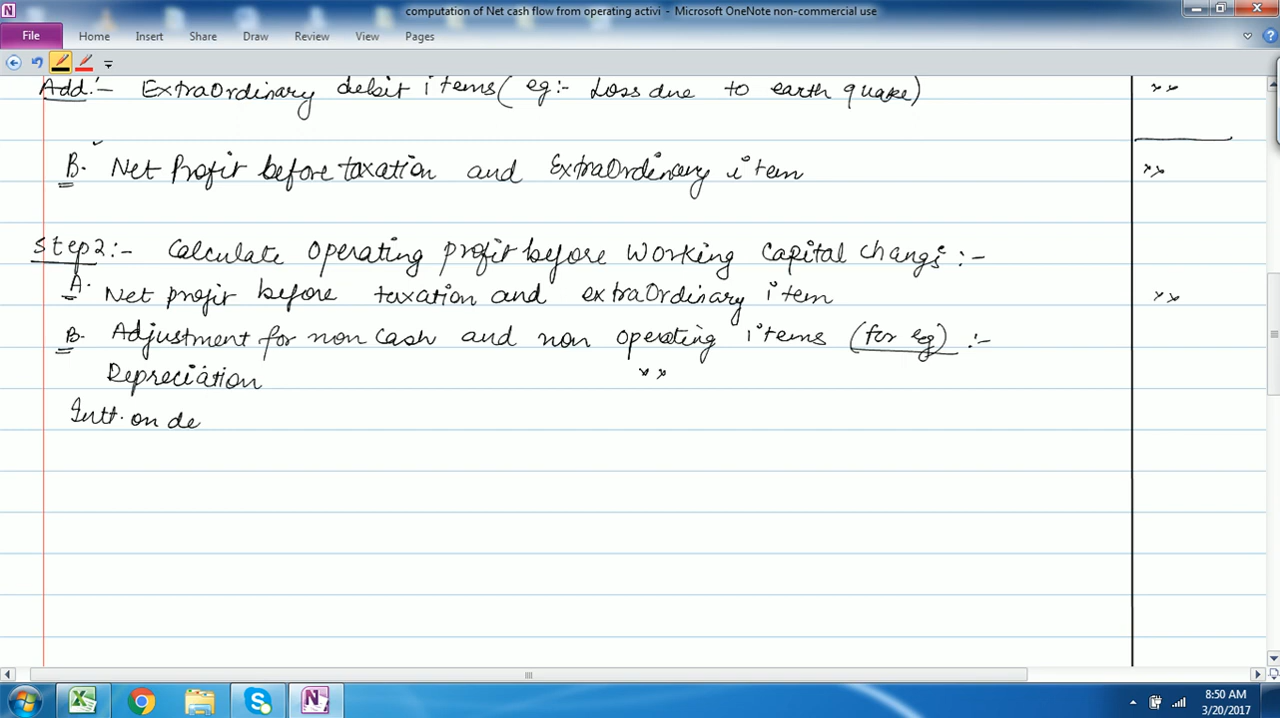 computation of Net cash flow from operating activi - Microsoft OneNote non-commercial use
File Home Insert Share Draw Review View Pages
Add:- ExtraOrdinary debit items (eg:- Loss due to earth quake) xx
B. Net Profit before taxation and ExtraOrdinary item xx
Step2:- Calculate Operating profit before Working Capital changs :-
A. Net profit before taxation and extraOrdinary item xx
B. Adjustment for non Cash and non operating items (for eg) :-
Depreciation xx
Intt. on de
8:50 AM
3/20/2017